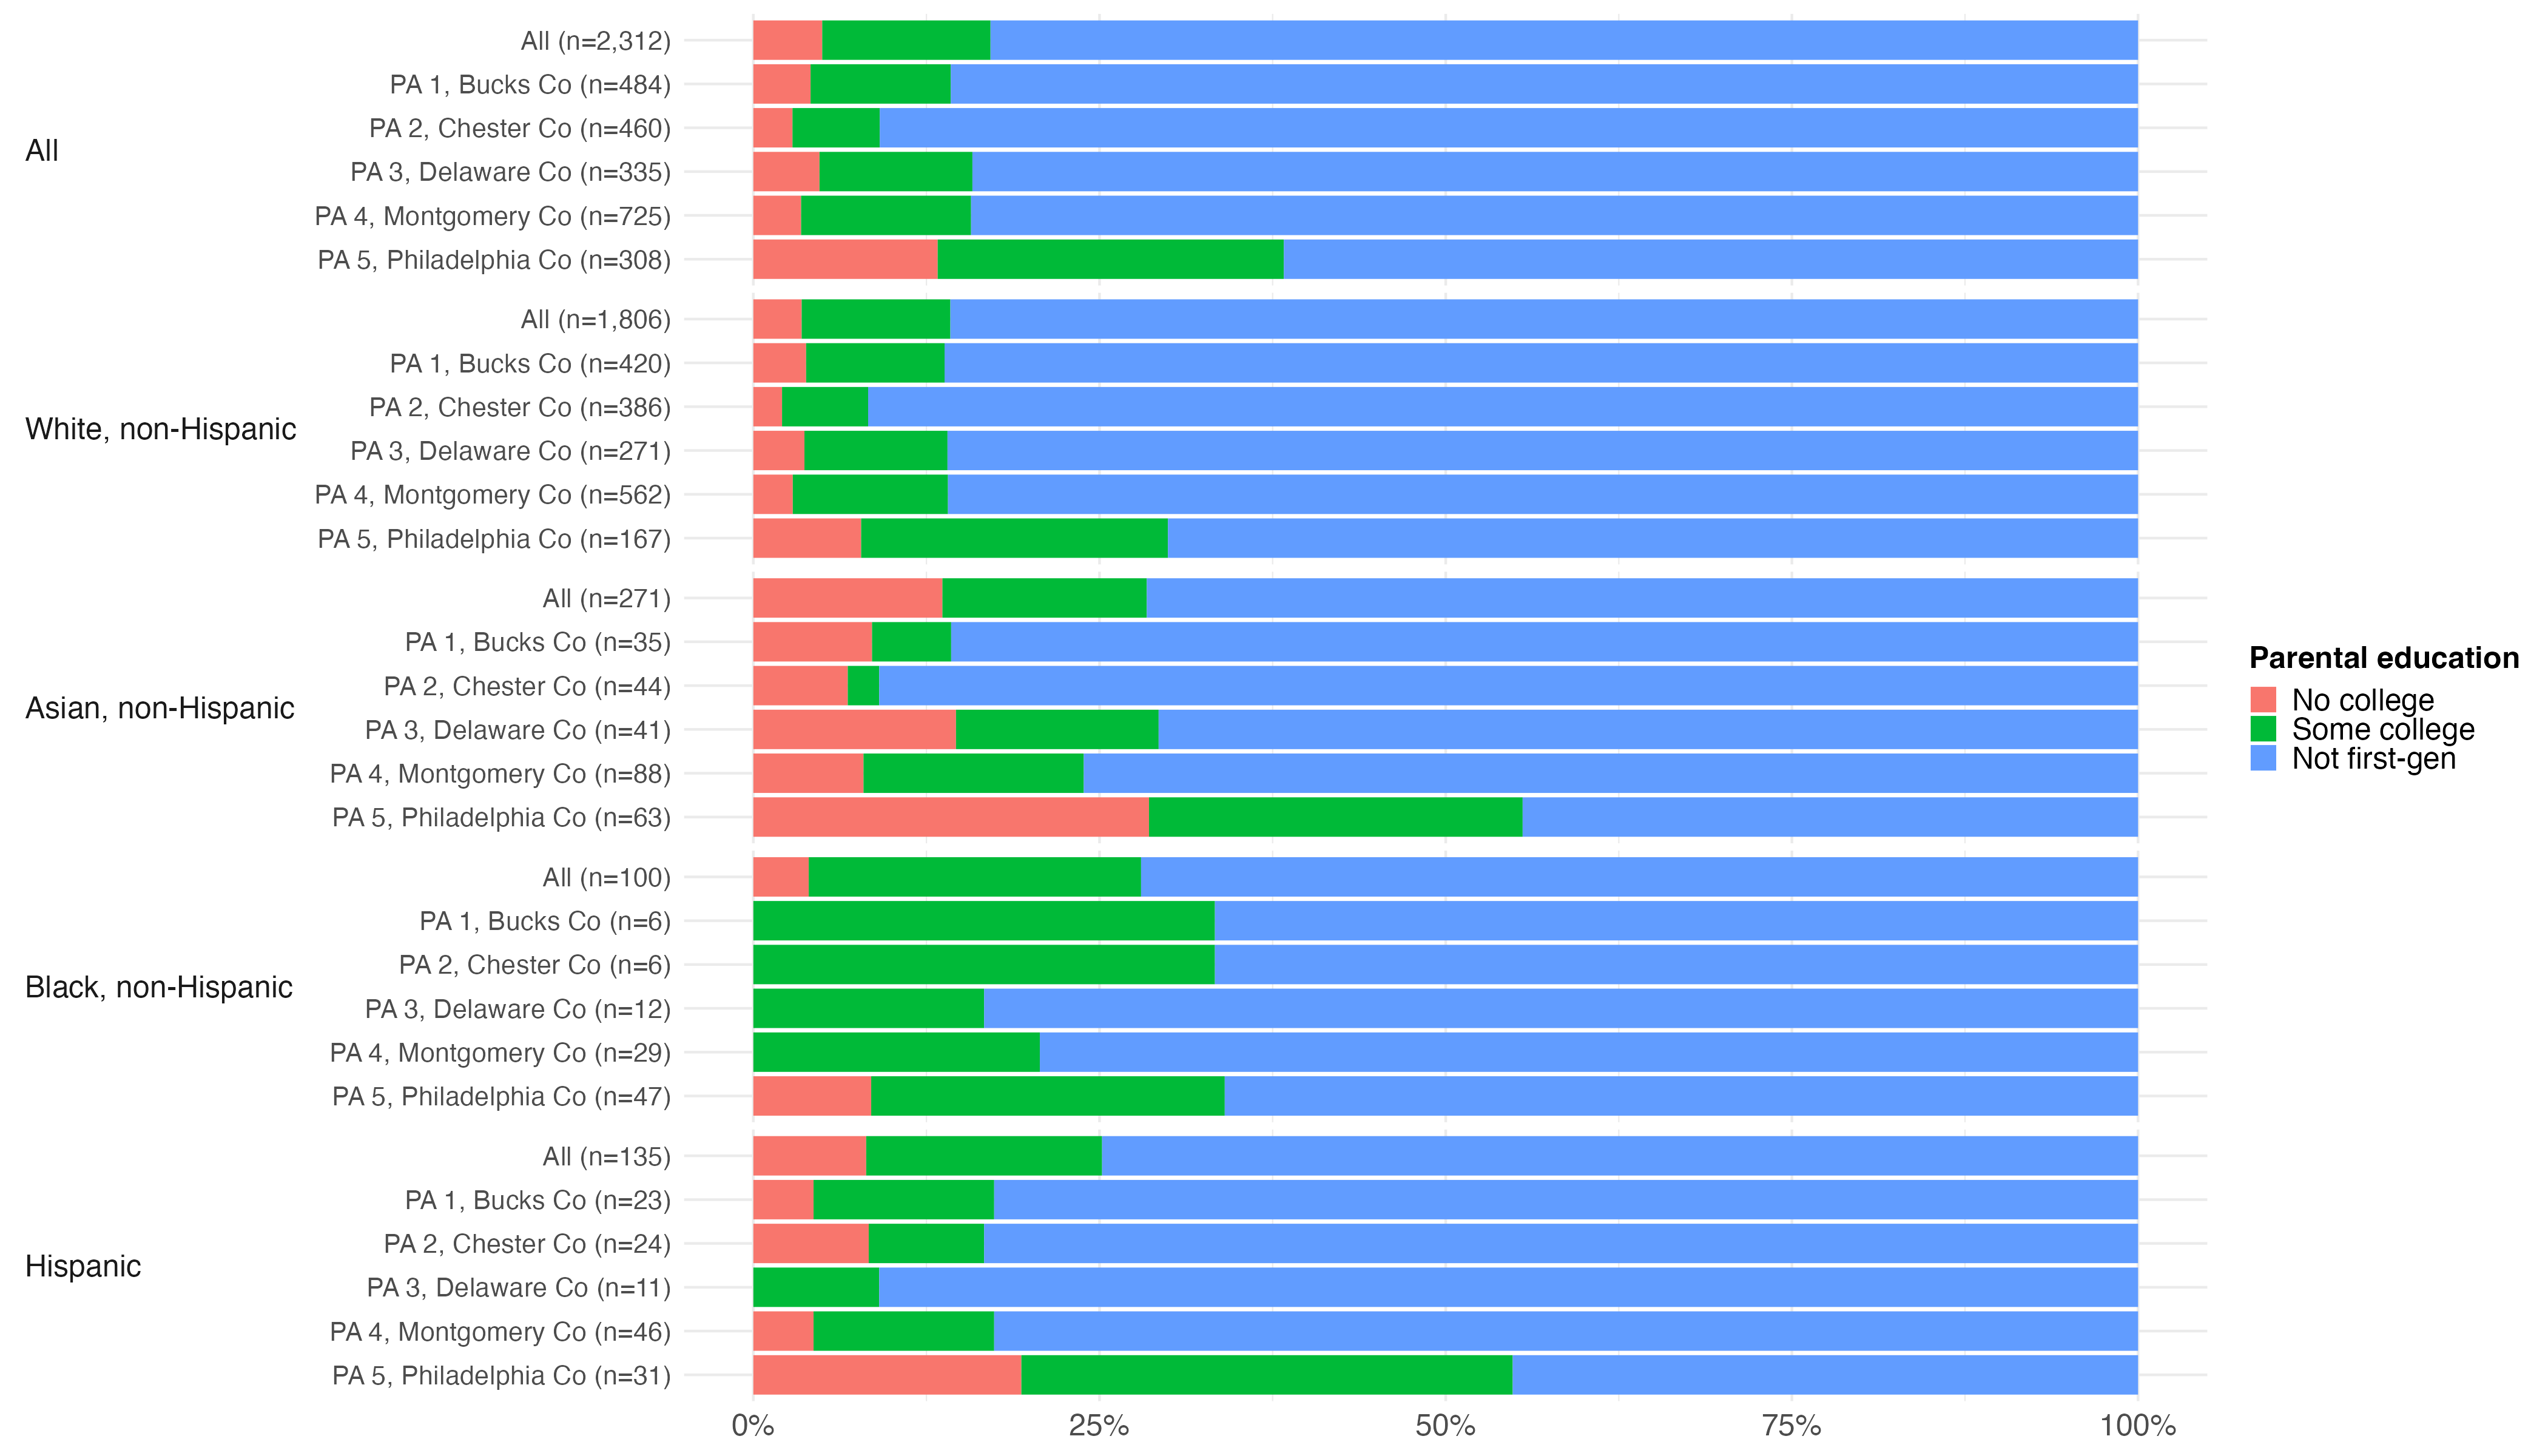 All
All (n=2,312)
PA 1, Bucks Co (n=484)
PA 2, Chester Co (n=460)
PA 3, Delaware Co (n=335)
PA 4, Montgomery Co (n=725)
PA 5, Philadelphia Co (n=308)
White, non-Hispanic
All (n=1,806)
PA 1, Bucks Co (n=420)
PA 2, Chester Co (n=386)
PA 3, Delaware Co (n=271)
PA 4, Montgomery Co (n=562)
PA 5, Philadelphia Co (n=167)
Asian, non-Hispanic
All (n=271)
PA 1, Bucks Co (n=35)
PA 2, Chester Co (n=44)
PA 3, Delaware Co (n=41)
PA 4, Montgomery Co (n=88)
PA 5, Philadelphia Co (n=63)
Black, non-Hispanic
All (n=100)
PA 1, Bucks Co (n=6)
PA 2, Chester Co (n=6)
PA 3, Delaware Co (n=12)
PA 4, Montgomery Co (n=29)
PA 5, Philadelphia Co (n=47)
Hispanic
All (n=135)
PA 1, Bucks Co (n=23)
PA 2, Chester Co (n=24)
PA 3, Delaware Co (n=11)
PA 4, Montgomery Co (n=46)
PA 5, Philadelphia Co (n=31)
0% 25% 50% 75% 100%
Parental education
No college
Some college
Not first-gen